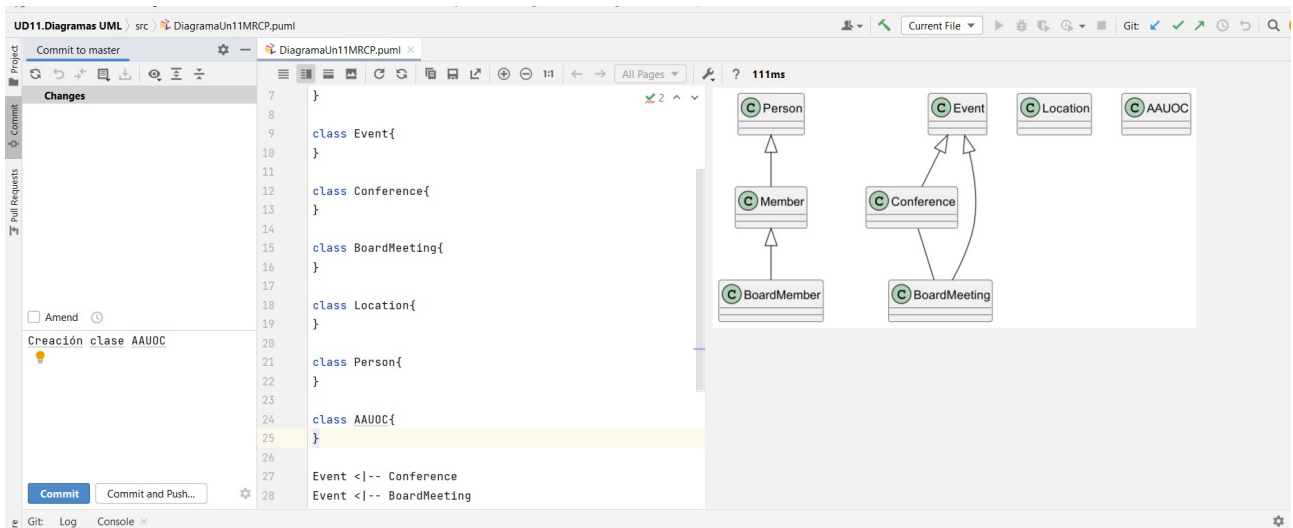 UD11.Diagramas UML src DiagramaUn11MRCP.puml
Current File Git:
Commit to master
DiagramaUn11MRCP.puml
1:1 All Pages ? 111ms
Project
Commit
Pull Requests
Changes
Amend
Creación clase AAUOC
Commit Commit and Push...
7 }
8
9 class Event{
10 }
11
12 class Conference{
13 }
14
15 class BoardMeeting{
16 }
17
18 class Location{
19 }
20
21 class Person{
22 }
23
24 class AAUOC{
25 }
26
27 Event <|-- Conference
28 Event <|-- BoardMeeting
2
C Person
C Event
C Location
C AAUOC
C Member
C Conference
C BoardMember
C BoardMeeting
Git: Log Console